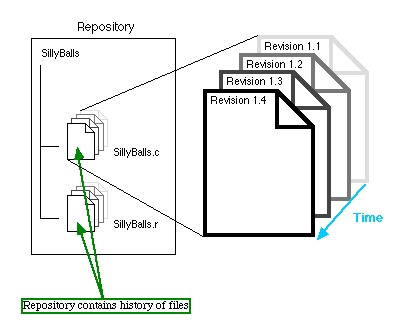 Repository
SillyBalls
SillyBalls.c
SillyBalls.r
Revision 1.1
Revision 1.2
Revision 1.3
Revision 1.4
Time
Repository contains history of files